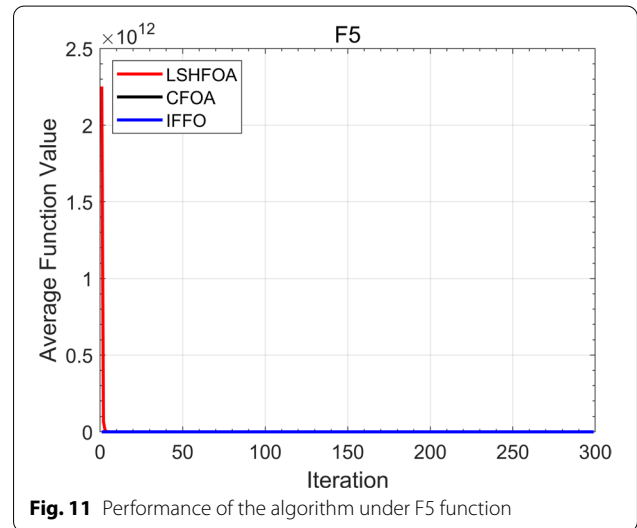 ×10¹²
F5
2.5
2
1.5
1
0.5
0
Average Function Value
LSHFOA
CFOA
IFFO
0 50 100 150 200 250 300
Iteration
Fig. 11 Performance of the algorithm under F5 function